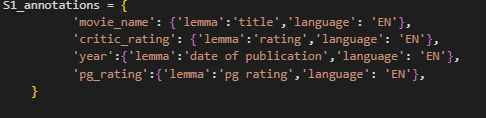 S1_annotations = {
'movie_name': {'lemma':'title','language': 'EN'},
'critic_rating': {'lemma':'rating','language': 'EN'},
'year':{'lemma':'date of publication','language': 'EN'},
'pg_rating':{'lemma':'pg rating','language': 'EN'},
}